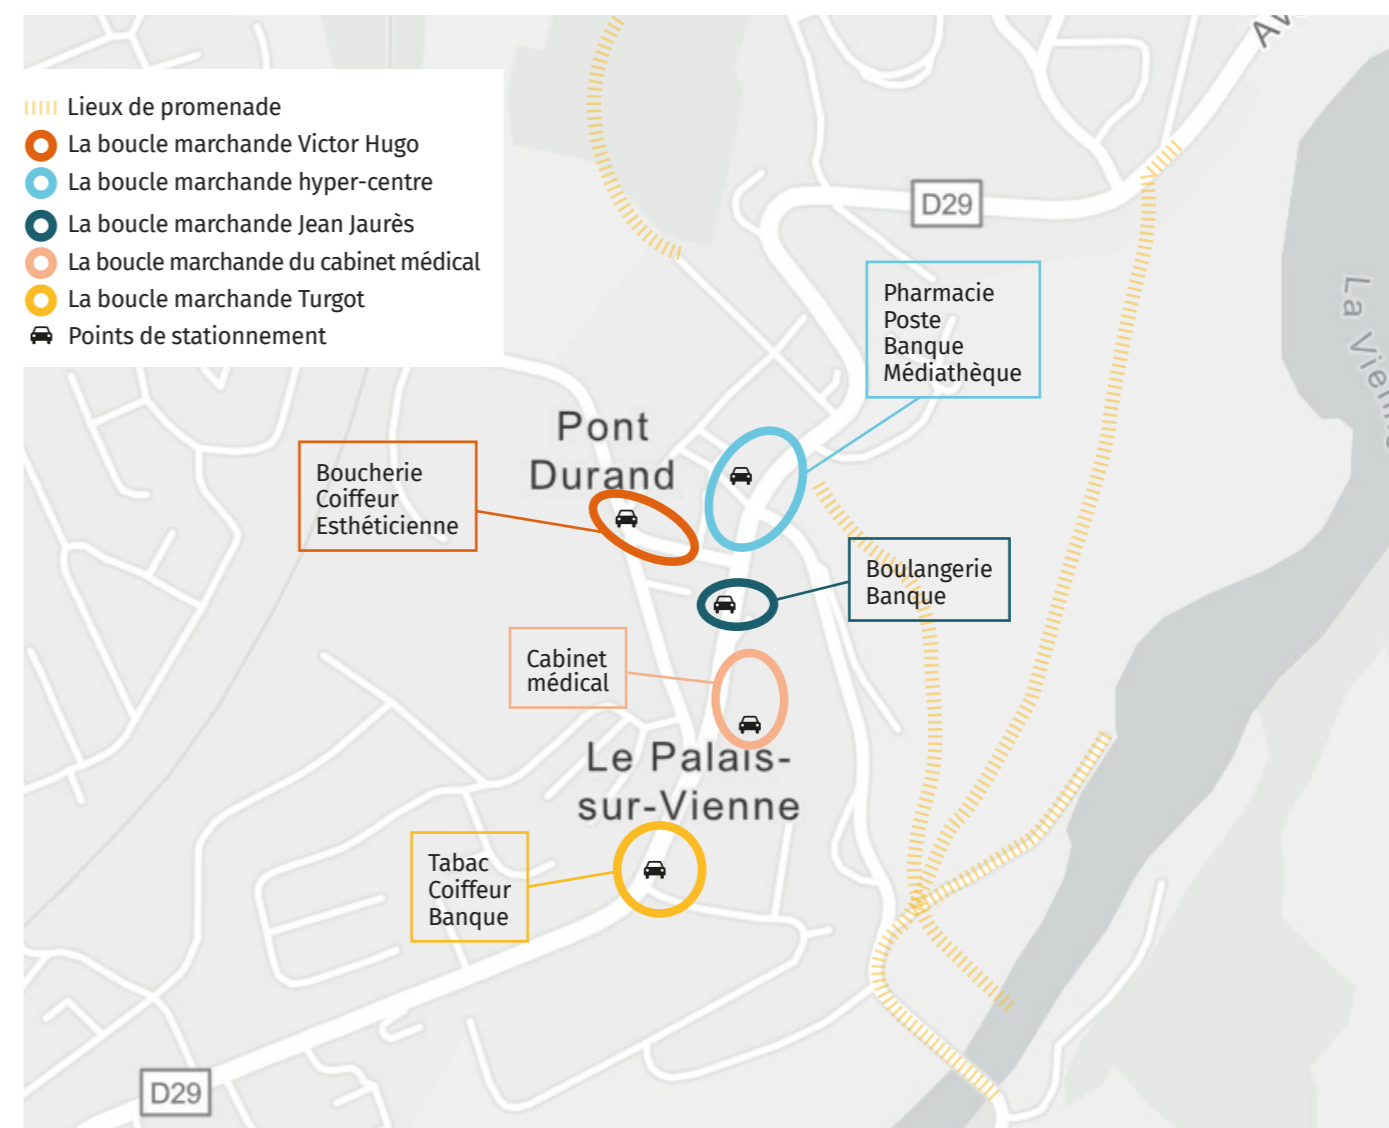 Lieux de promenade
La boucle marchande Victor Hugo
La boucle marchande hyper-centre
La boucle marchande Jean Jaurès
La boucle marchande du cabinet médical
La boucle marchande Turgot
Points de stationnement
D29
La Vienne
Pharmacie
Poste
Banque
Médiathèque
Pont
Durand
Boucherie
Coiffeur
Esthéticienne
Boulangerie
Banque
Cabinet
médical
Le Palais-
sur-Vienne
Tabac
Coiffeur
Banque
D29